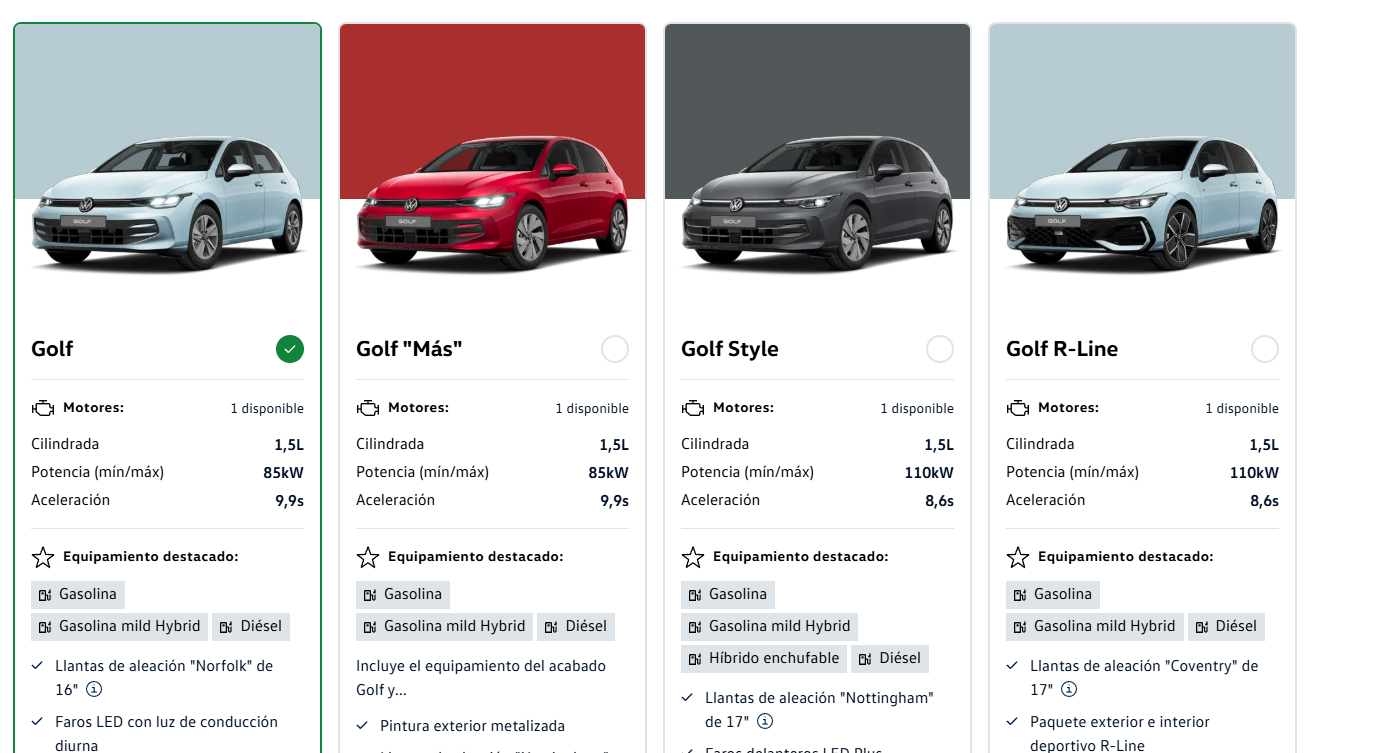 GOLF
Golf
Motores:
1 disponible
Cilindrada
1,5L
Potencia (mín/máx)
85kW
Aceleración
9,9s
Equipamiento destacado:
Gasolina
Gasolina mild Hybrid
Diésel
Llantas de aleación "Norfolk" de
16"
Faros LED con luz de conducción
diurna
GOLF
Golf "Más"
Motores:
1 disponible
Cilindrada
1,5L
Potencia (mín/máx)
85kW
Aceleración
9,9s
Equipamiento destacado:
Gasolina
Gasolina mild Hybrid
Diésel
Incluye el equipamiento del acabado
Golf y...
Pintura exterior metalizada
GOLF
Golf Style
Motores:
1 disponible
Cilindrada
1,5L
Potencia (mín/máx)
110kW
Aceleración
8,6s
Equipamiento destacado:
Gasolina
Gasolina mild Hybrid
Híbrido enchufable
Diésel
Llantas de aleación "Nottingham"
de 17"
Faros delanteros LED Plus
GOLF
Golf R-Line
Motores:
1 disponible
Cilindrada
1,5L
Potencia (mín/máx)
110kW
Aceleración
8,6s
Equipamiento destacado:
Gasolina
Gasolina mild Hybrid
Diésel
Llantas de aleación "Coventry" de
17"
Paquete exterior e interior
deportivo R-Line